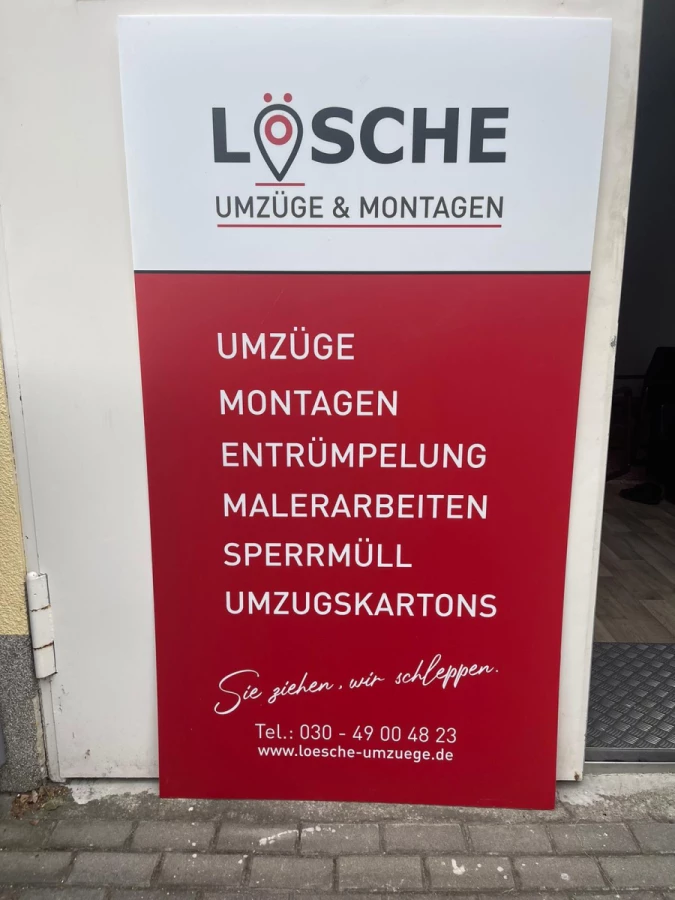 LÖSCHE
UMZÜGE & MONTAGEN
UMZÜGE
MONTAGEN
ENTRÜMPELUNG
MALERARBEITEN
SPERRMÜLL
UMZUGSKARTONS
Sie ziehen, wir schleppen.
Tel.: 030 - 49 00 48 23
www.loesche-umzuege.de